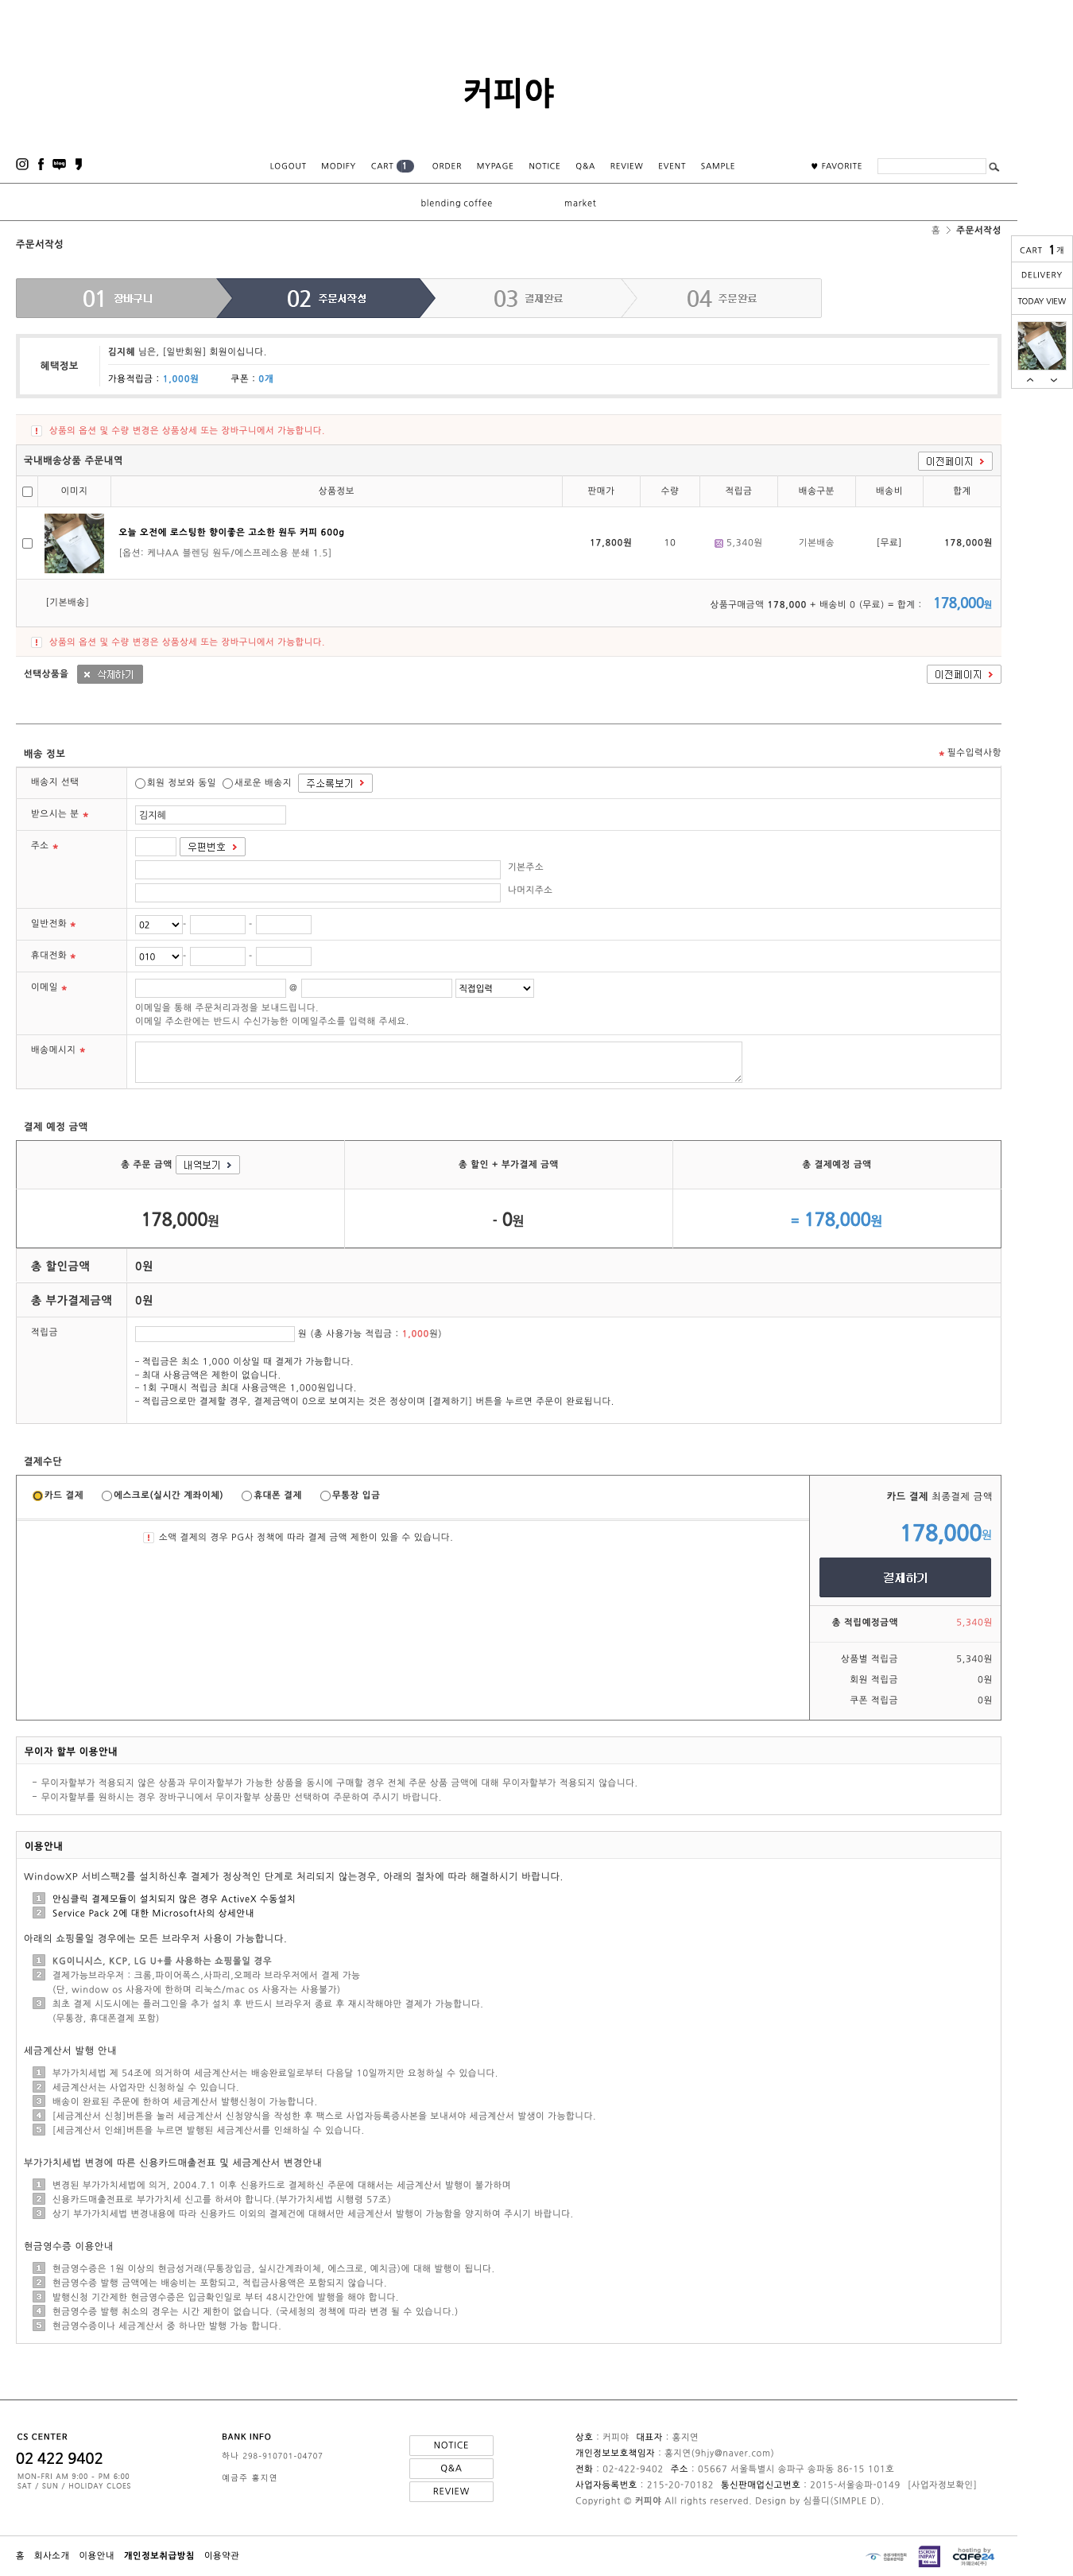 커피야
blog
LOGOUT MODIFY CART 1 ORDER MYPAGE NOTICE Q&A REVIEW EVENT SAMPLE ♥ FAVORITE
blending coffee market
홈 > 주문서작성
주문서작성
CART 1개
DELIVERY
TODAY VIEW
01 장바구니 02 주문서작성 03 결제완료 04 주문완료
혜택정보
김지혜 님은, [일반회원] 회원이십니다.
가용적립금 : 1,000원 쿠폰 : 0개
상품의 옵션 및 수량 변경은 상품상세 또는 장바구니에서 가능합니다.
국내배송상품 주문내역 이전페이지
이미지 상품정보 판매가 수량 적립금 배송구분 배송비 합계
오늘 오전에 로스팅한 향이좋은 고소한 원두 커피 600g
[옵션: 케냐AA 블렌딩 원두/에스프레소용 분쇄 1.5]
17,800원 10 5,340원 기본배송 [무료] 178,000원
[기본배송] 상품구매금액 178,000 + 배송비 0 (무료) = 합계 : 178,000원
상품의 옵션 및 수량 변경은 상품상세 또는 장바구니에서 가능합니다.
선택상품을 × 삭제하기 이전페이지
배송 정보 * 필수입력사항
배송지 선택 회원 정보와 동일 새로운 배송지 주소록보기
받으시는 분 * 김지혜
주소 * 우편번호
기본주소
나머지주소
일반전화 * 02 - -
휴대전화 * 010 - -
이메일 * @ 직접입력
이메일을 통해 주문처리과정을 보내드립니다.
이메일 주소란에는 반드시 수신가능한 이메일주소를 입력해 주세요.
배송메시지 *
결제 예정 금액
총 주문 금액 내역보기 총 할인 + 부가결제 금액 총 결제예정 금액
178,000원 - 0원 = 178,000원
총 할인금액 0원
총 부가결제금액 0원
적립금 원 (총 사용가능 적립금 : 1,000원)
- 적립금은 최소 1,000 이상일 때 결제가 가능합니다.
- 최대 사용금액은 제한이 없습니다.
- 1회 구매시 적립금 최대 사용금액은 1,000원입니다.
- 적립금으로만 결제할 경우, 결제금액이 0으로 보여지는 것은 정상이며 [결제하기] 버튼을 누르면 주문이 완료됩니다.
결제수단
카드 결제 에스크로(실시간 계좌이체) 휴대폰 결제 무통장 입금
소액 결제의 경우 PG사 정책에 따라 결제 금액 제한이 있을 수 있습니다.
카드 결제 최종결제 금액
178,000원
결제하기
총 적립예정금액 5,340원
상품별 적립금 5,340원
회원 적립금 0원
쿠폰 적립금 0원
무이자 할부 이용안내
- 무이자할부가 적용되지 않은 상품과 무이자할부가 가능한 상품을 동시에 구매할 경우 전체 주문 상품 금액에 대해 무이자할부가 적용되지 않습니다.
- 무이자할부를 원하시는 경우 장바구니에서 무이자할부 상품만 선택하여 주문하여 주시기 바랍니다.
이용안내
WindowXP 서비스팩2를 설치하신후 결제가 정상적인 단계로 처리되지 않는경우, 아래의 절차에 따라 해결하시기 바랍니다.
1 안심클릭 결제모듈이 설치되지 않은 경우 ActiveX 수동설치
2 Service Pack 2에 대한 Microsoft사의 상세안내
아래의 쇼핑몰일 경우에는 모든 브라우저 사용이 가능합니다.
1 KG이니시스, KCP, LG U+를 사용하는 쇼핑몰일 경우
2 결제가능브라우저 : 크롬,파이어폭스,사파리,오페라 브라우저에서 결제 가능
(단, window os 사용자에 한하며 리눅스/mac os 사용자는 사용불가)
3 최초 결제 시도시에는 플러그인을 추가 설치 후 반드시 브라우저 종료 후 재시작해야만 결제가 가능합니다.
(무통장, 휴대폰결제 포함)
세금계산서 발행 안내
1 부가가치세법 제 54조에 의거하여 세금계산서는 배송완료일로부터 다음달 10일까지만 요청하실 수 있습니다.
2 세금계산서는 사업자만 신청하실 수 있습니다.
3 배송이 완료된 주문에 한하여 세금계산서 발행신청이 가능합니다.
4 [세금계산서 신청]버튼을 눌러 세금계산서 신청양식을 작성한 후 팩스로 사업자등록증사본을 보내셔야 세금계산서 발생이 가능합니다.
5 [세금계산서 인쇄]버튼을 누르면 발행된 세금계산서를 인쇄하실 수 있습니다.
부가가치세법 변경에 따른 신용카드매출전표 및 세금계산서 변경안내
1 변경된 부가가치세법에 의거, 2004.7.1 이후 신용카드로 결제하신 주문에 대해서는 세금계산서 발행이 불가하며
2 신용카드매출전표로 부가가치세 신고를 하셔야 합니다.(부가가치세법 시행령 57조)
3 상기 부가가치세법 변경내용에 따라 신용카드 이외의 결제건에 대해서만 세금계산서 발행이 가능함을 양지하여 주시기 바랍니다.
현금영수증 이용안내
1 현금영수증은 1원 이상의 현금성거래(무통장입금, 실시간계좌이체, 에스크로, 예치금)에 대해 발행이 됩니다.
2 현금영수증 발행 금액에는 배송비는 포함되고, 적립금사용액은 포함되지 않습니다.
3 발행신청 기간제한 현금영수증은 입금확인일로 부터 48시간안에 발행을 해야 합니다.
4 현금영수증 발행 취소의 경우는 시간 제한이 없습니다. (국세청의 정책에 따라 변경 될 수 있습니다.)
5 현금영수증이나 세금계산서 중 하나만 발행 가능 합니다.
CS CENTER
02 422 9402
MON-FRI AM 9:00 - PM 6:00
SAT / SUN / HOLIDAY CLOES
BANK INFO
하나 298-910701-04707
예금주 홍지연
NOTICE
Q&A
REVIEW
상호 : 커피야 대표자 : 홍지연
개인정보보호책임자 : 홍지연(9hjy@naver.com)
전화 : 02-422-9402 주소 : 05667 서울특별시 송파구 송파동 86-15 101호
사업자등록번호 : 215-20-70182 통신판매업신고번호 : 2015-서울송파-0149 [사업자정보확인]
Copyright © 커피야 All rights reserved. Design by 심플디(SIMPLE D).
홈 회사소개 이용안내 개인정보취급방침 이용약관
hosting by
cafe24